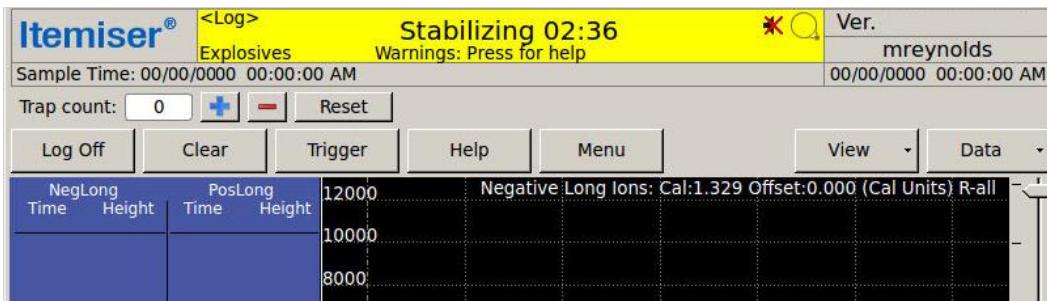 Itemiser® <Log> Stabilizing 02:36 Ver.
Explosives Warnings: Press for help mreynolds
Sample Time: 00/00/0000 00:00:00 AM 00/00/0000 00:00:00 AM
Trap count: 0 Reset
Log Off Clear Trigger Help Menu View Data
NegLong PosLong 12000 Negative Long Ions: Cal:1.329 Offset:0.000 (Cal Units) R-all
Time Height Time Height
10000
8000